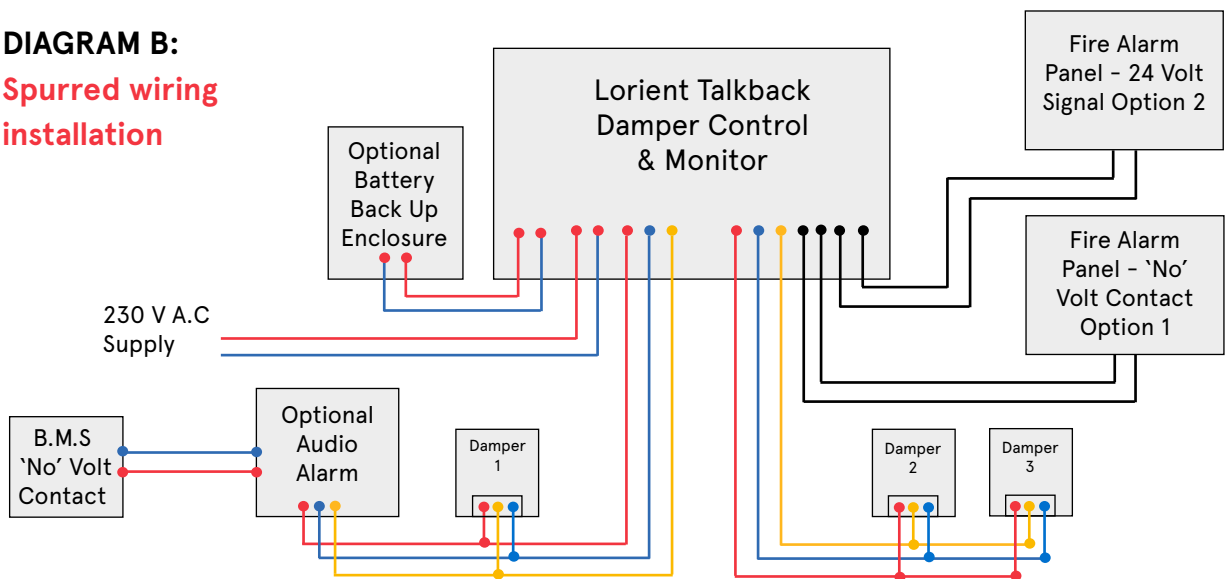 DIAGRAM B:
Spurred wiring
installation
Lorient Talkback
Damper Control
& Monitor
Fire Alarm
Panel - 24 Volt
Signal Option 2
Optional
Battery
Back Up
Enclosure
Fire Alarm
Panel - ‘No’
Volt Contact
Option 1
230 V A.C
Supply
B.M.S
‘No’ Volt
Contact
Optional
Audio
Alarm
Damper
1
Damper
2
Damper
3